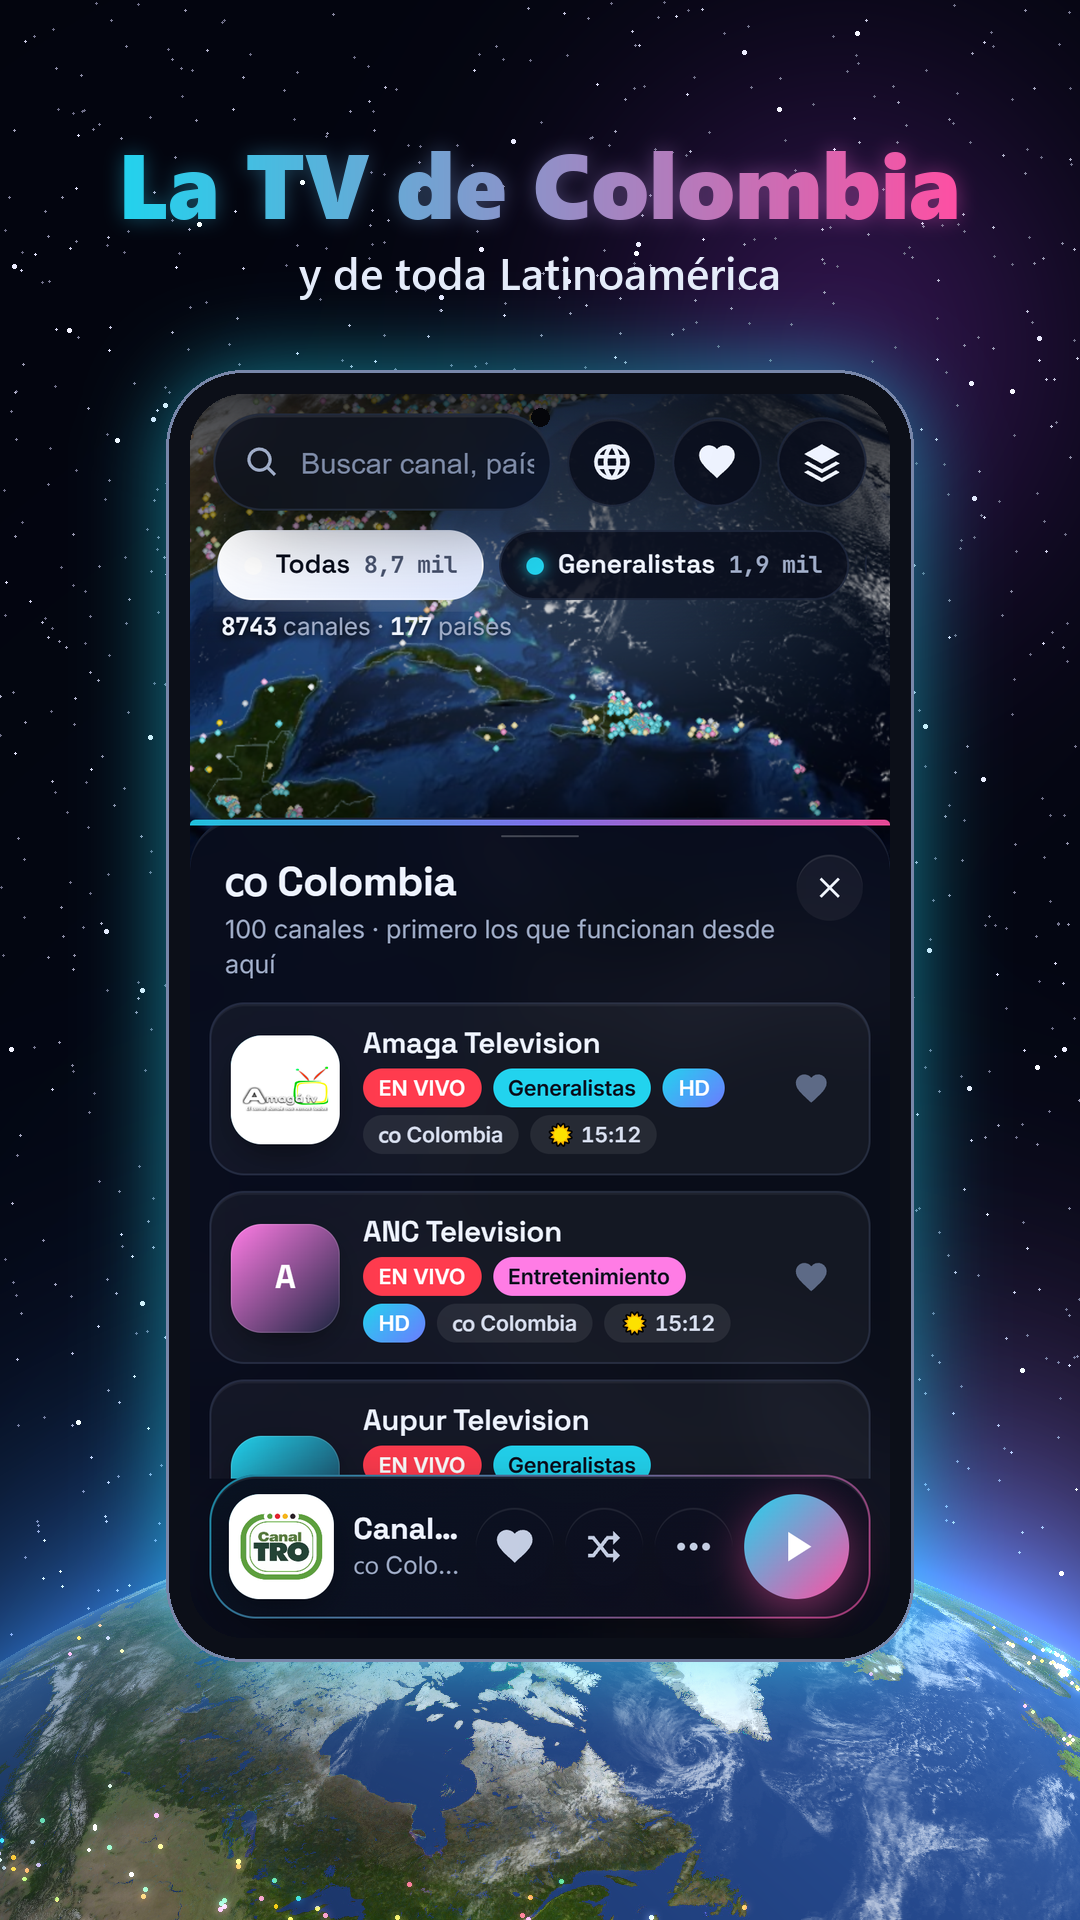 La TV de Colombia
y de toda Latinoamérica
Buscar canal, país
Todas 8,7 mil
Generalistas 1,9 mil
8743 canales · 177 países
co Colombia
100 canales · primero los que funcionan desde
aquí
Amaga Television
EN VIVO Generalistas HD
co Colombia 15:12
Amagá tv
A
ANC Television
EN VIVO Entretenimiento
HD co Colombia 15:12
Aupur Television
EN VIVO Generalistas
Canal TRO
Canal...
co Colo...